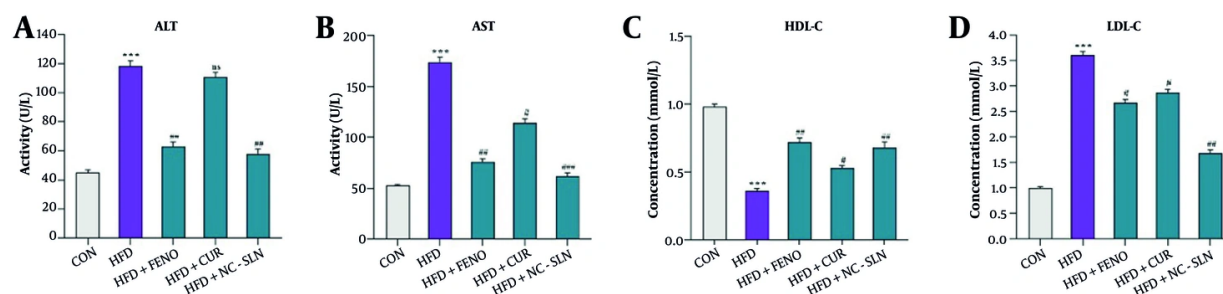 A
ALT
Activity (U/L)
140
120
100
80
60
40
20
0
***
##
ns
##
CON
HFD
HFD + FENO
HFD + CUR
HFD + NC - SLN
B
AST
Activity (U/L)
200
150
100
50
0
***
##
#
###
CON
HFD
HFD + FENO
HFD + CUR
HFD + NC - SLN
C
HDL-C
Concentration (mmol/L)
1.5
1.0
0.5
0.0
***
##
#
##
CON
HFD
HFD + FENO
HFD + CUR
HFD + NC - SLN
D
LDL-C
Concentration (mmol/L)
4.0
3.5
3.0
2.5
2.0
1.5
1.0
0.5
0.0
***
#
#
##
CON
HFD
HFD + FENO
HFD + CUR
HFD + NC - SLN